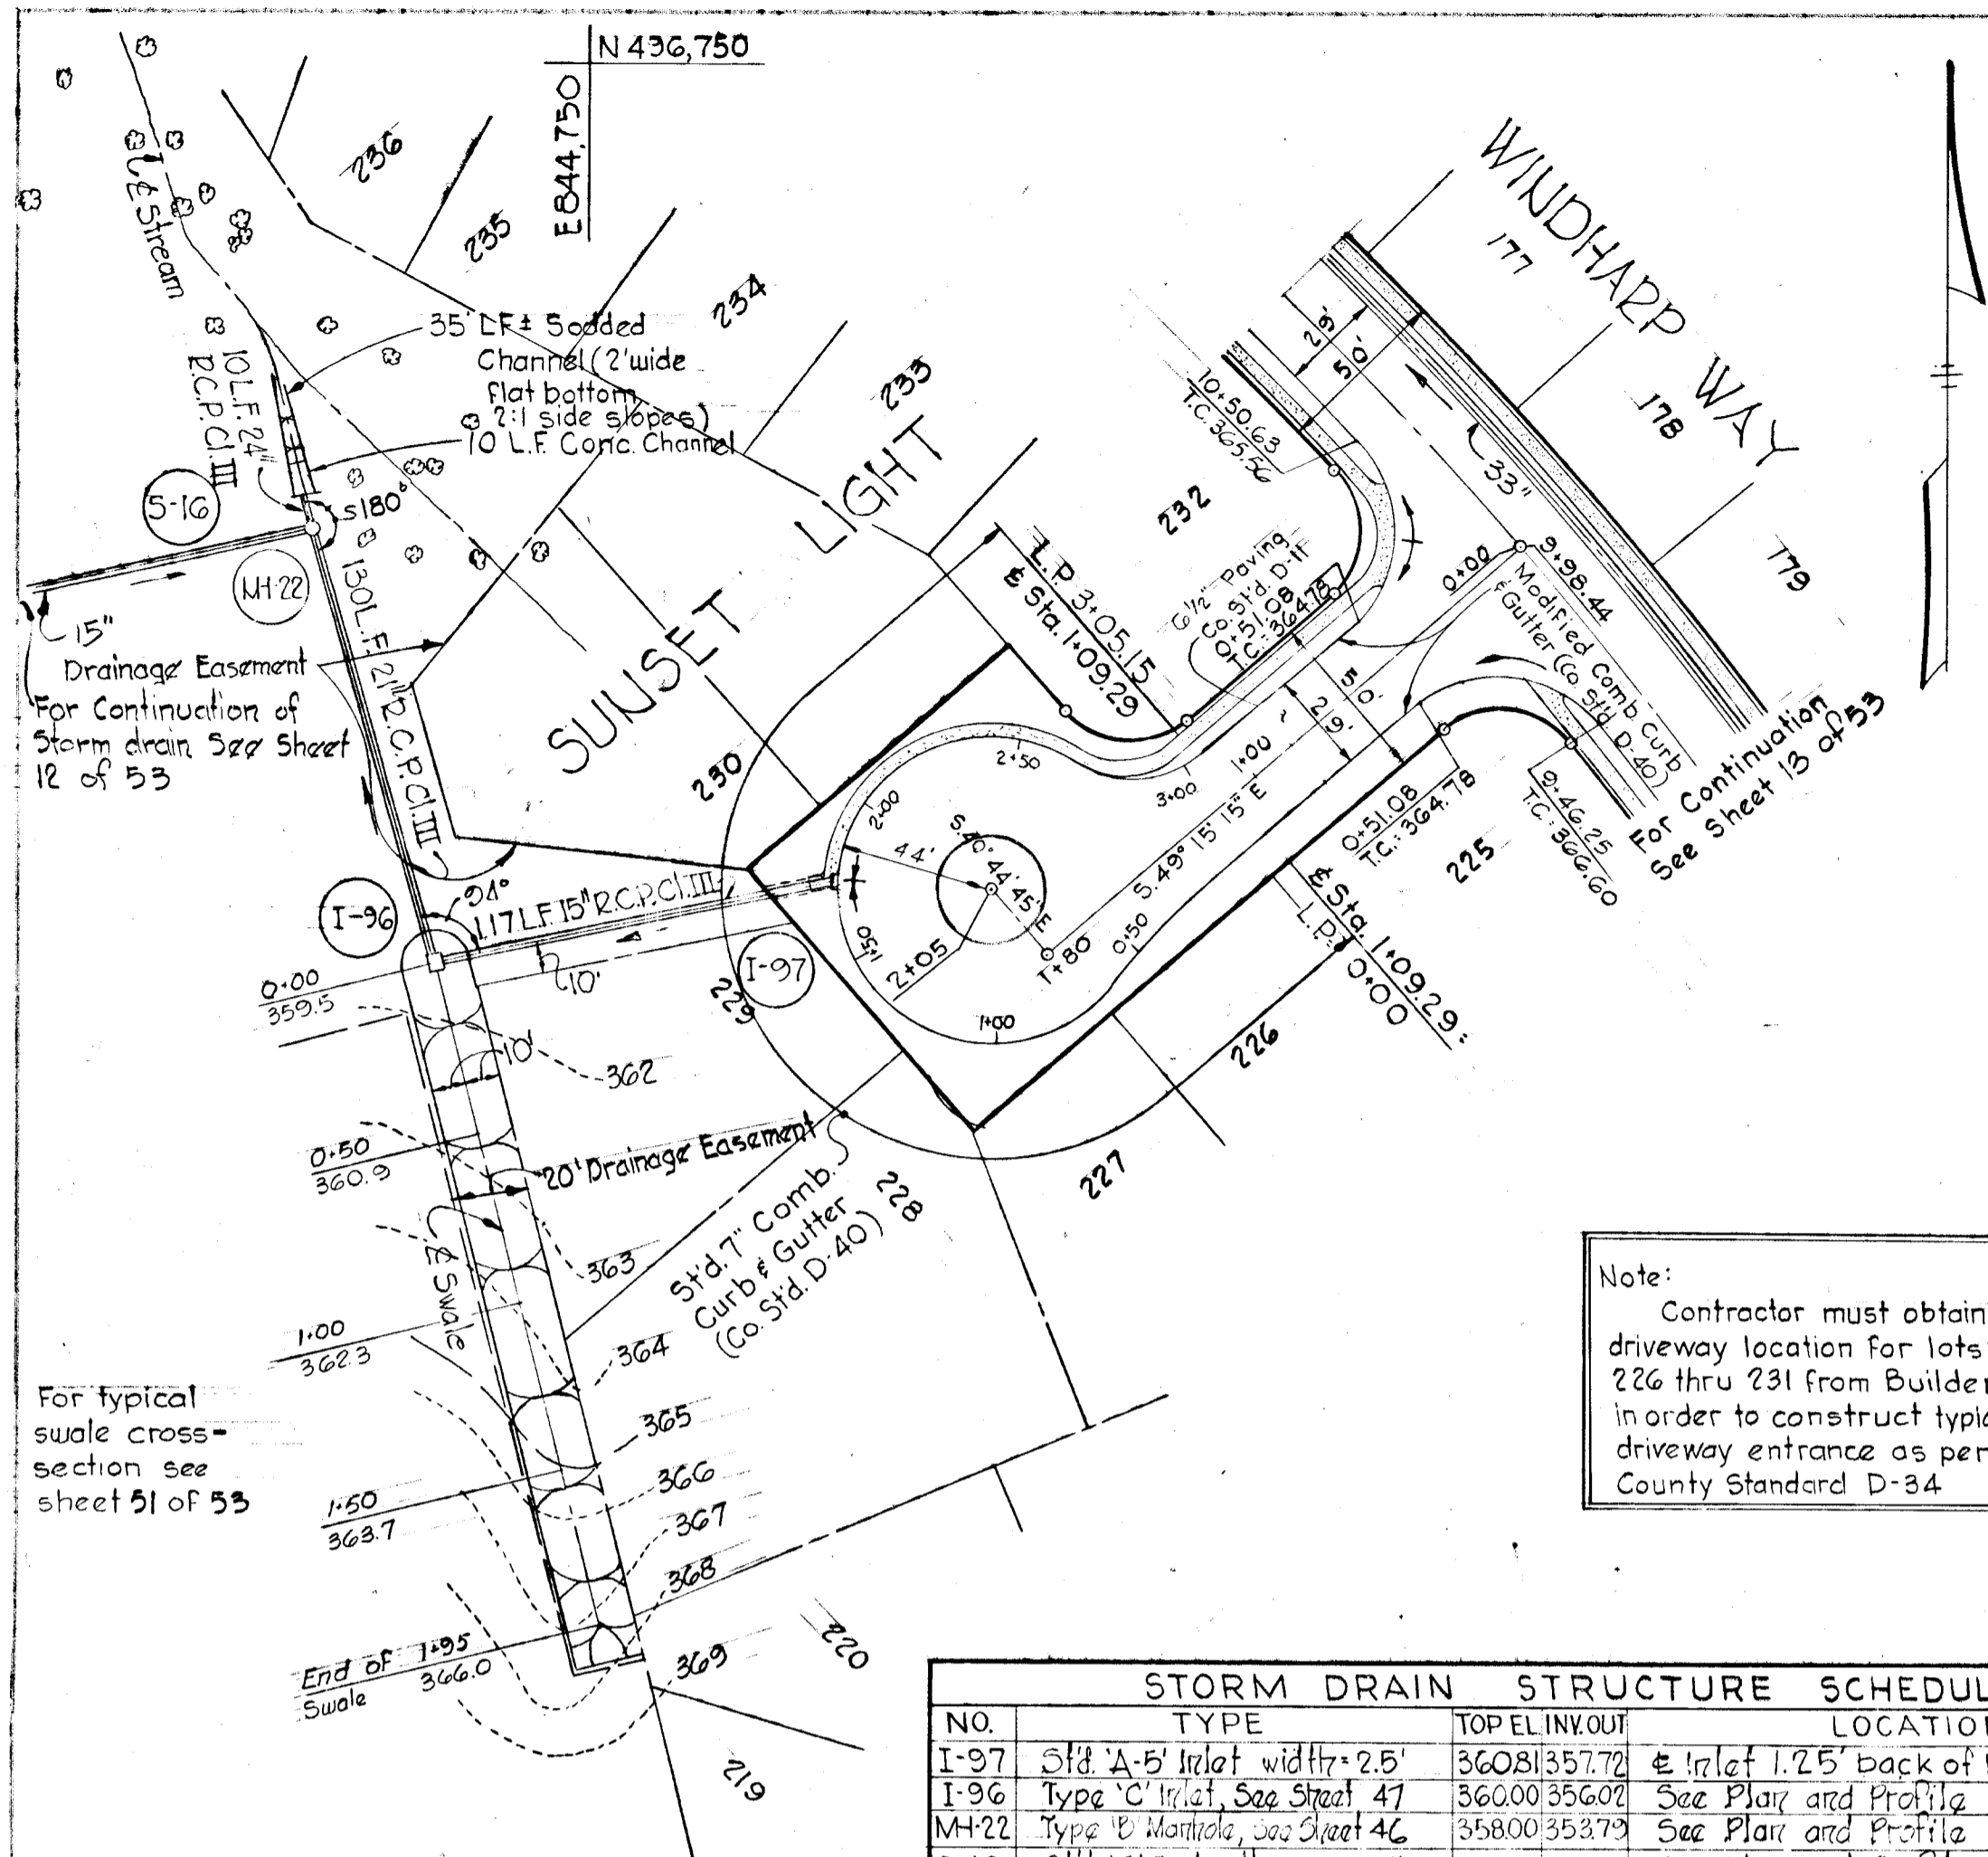 N 436,750
E 844,750
236
235
234
233
232
230
229
228
227
226
225
220
219
177
178
179
WINDHARP WAY
SUNSET LIGHT
℄ Stream
35' LF± Sodded
Channel (2' wide
flat bottom
2:1 side slopes)
10 L.F. Conc. Channel
10 L.F. 24"
R.C.P. Cl. III
S-16
S180°
MH-22
15"
130 L.F. 21" R.C.P. Cl. III
Drainage Easement
For Continuation of
Storm drain See Sheet
12 of 53
I-96
94°
117 L.F. 15" R.C.P. Cl. III
10'
I-97
0+00
359.5
10'
362
0+50
360.9
20' Drainage Easement
℄ Swale
363
1+00
362.3
364
365
For typical
swale cross-
section see
sheet 51 of 53
366
1+50
363.7
367
368
End of 1+95
Swale 366.0
369
St'd. 7" Comb.
Curb & Gutter
(Co. St'd. D-40)
29'
50'
10+50.63
T.C. 365.56
33"
0+00
9+98.44
Modified Comb. Curb
& Gutter (Co. Std. D-40)
L.P. 3+05.15
℄ Sta. 1+09.29
6 1/2" Paving
Co. St'd. D-11
0+51.08
T.C. 364.78
50'
29'
2+50
3+00
1+00
2+00
44'
S.40° 44' 45" E
S.49° 15' 15" E
1+80
0+50
1+50
2+05
1+00
0+51.08
T.C.: 364.78
9+46.25
T.C.: 366.60
℄ Sta. 1+09.29 =
L.P. 0+00
For Continuation
See Sheet 13 of 53
Note:
Contractor must obtain
driveway location for lots
226 thru 231 from Builder
in order to construct
driveway entrance as per
County Standard D-34
STORM DRAIN STRUCTURE
NO. TYPE TOP EL INV. OUT
I-97 St'd. 'A-5' Inlet width = 2.5' 360.81 357.72 ℄ Inlet 1.25' back of
I-96 Type 'C' Inlet, See Sheet 47 360.00 356.02 See Plan and Profile
MH-22 Type 'B' Manhole, See Sheet 46 358.00 353.79 See Plan and Profile